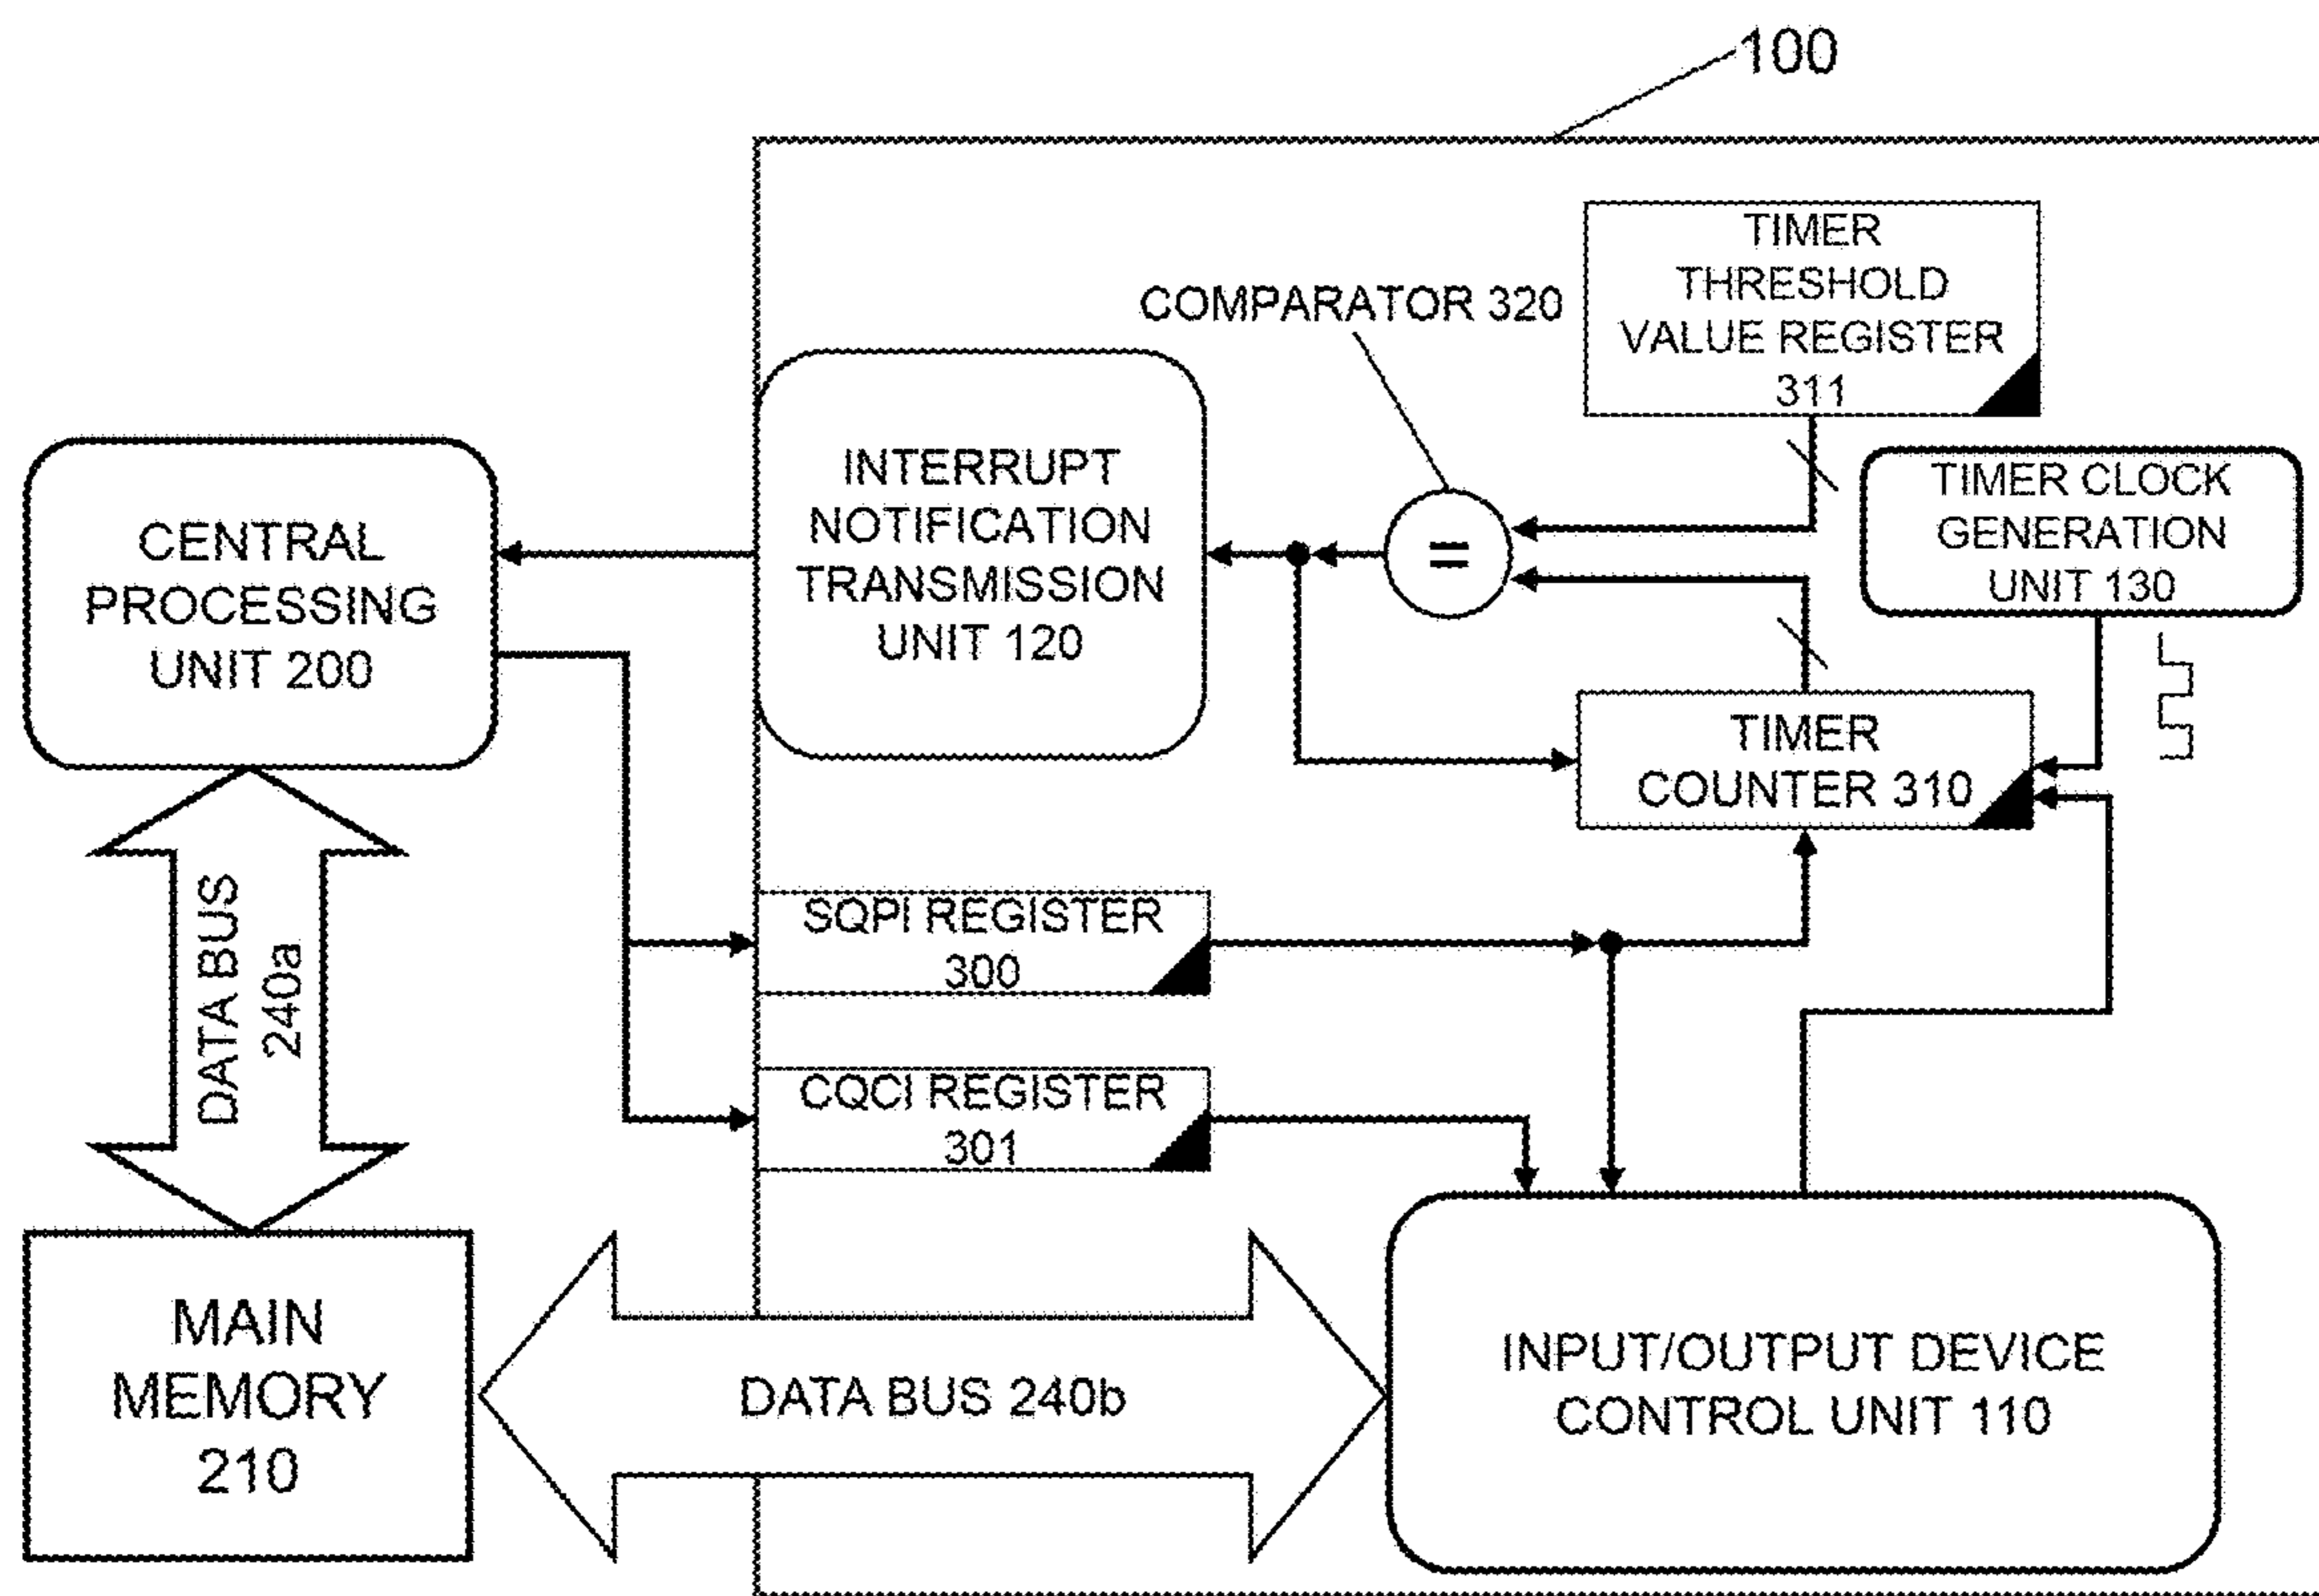 100
TIMER
THRESHOLD
VALUE REGISTER
311
COMPARATOR 320
TIMER CLOCK
GENERATION
UNIT 130
INTERRUPT
NOTIFICATION
TRANSMISSION
UNIT 120
=
CENTRAL
PROCESSING
UNIT 200
TIMER
COUNTER 310
DATA BUS
240a
SQPI REGISTER
300
CQCI REGISTER
301
MAIN
MEMORY
210
DATA BUS 240b
INPUT/OUTPUT DEVICE
CONTROL UNIT 110